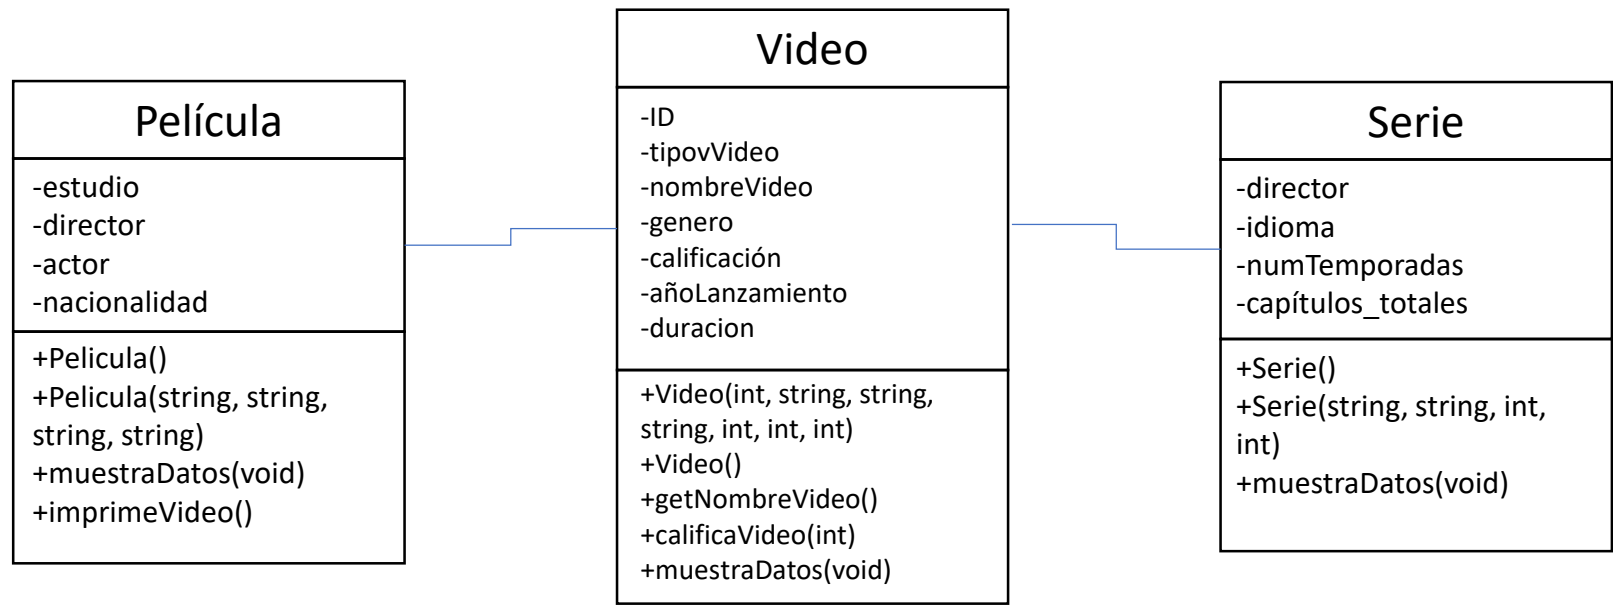 Película
-estudio
-director
-actor
-nacionalidad
+Pelicula()
+Pelicula(string, string,
string, string)
+muestraDatos(void)
+imprimeVideo()
Video
-ID
-tipovVideo
-nombreVideo
-genero
-calificación
-añoLanzamiento
-duracion
+Video(int, string, string,
string, int, int, int)
+Video()
+getNombreVideo()
+calificaVideo(int)
+muestraDatos(void)
Serie
-director
-idioma
-numTemporadas
-capítulos_totales
+Serie()
+Serie(string, string, int,
int)
+muestraDatos(void)